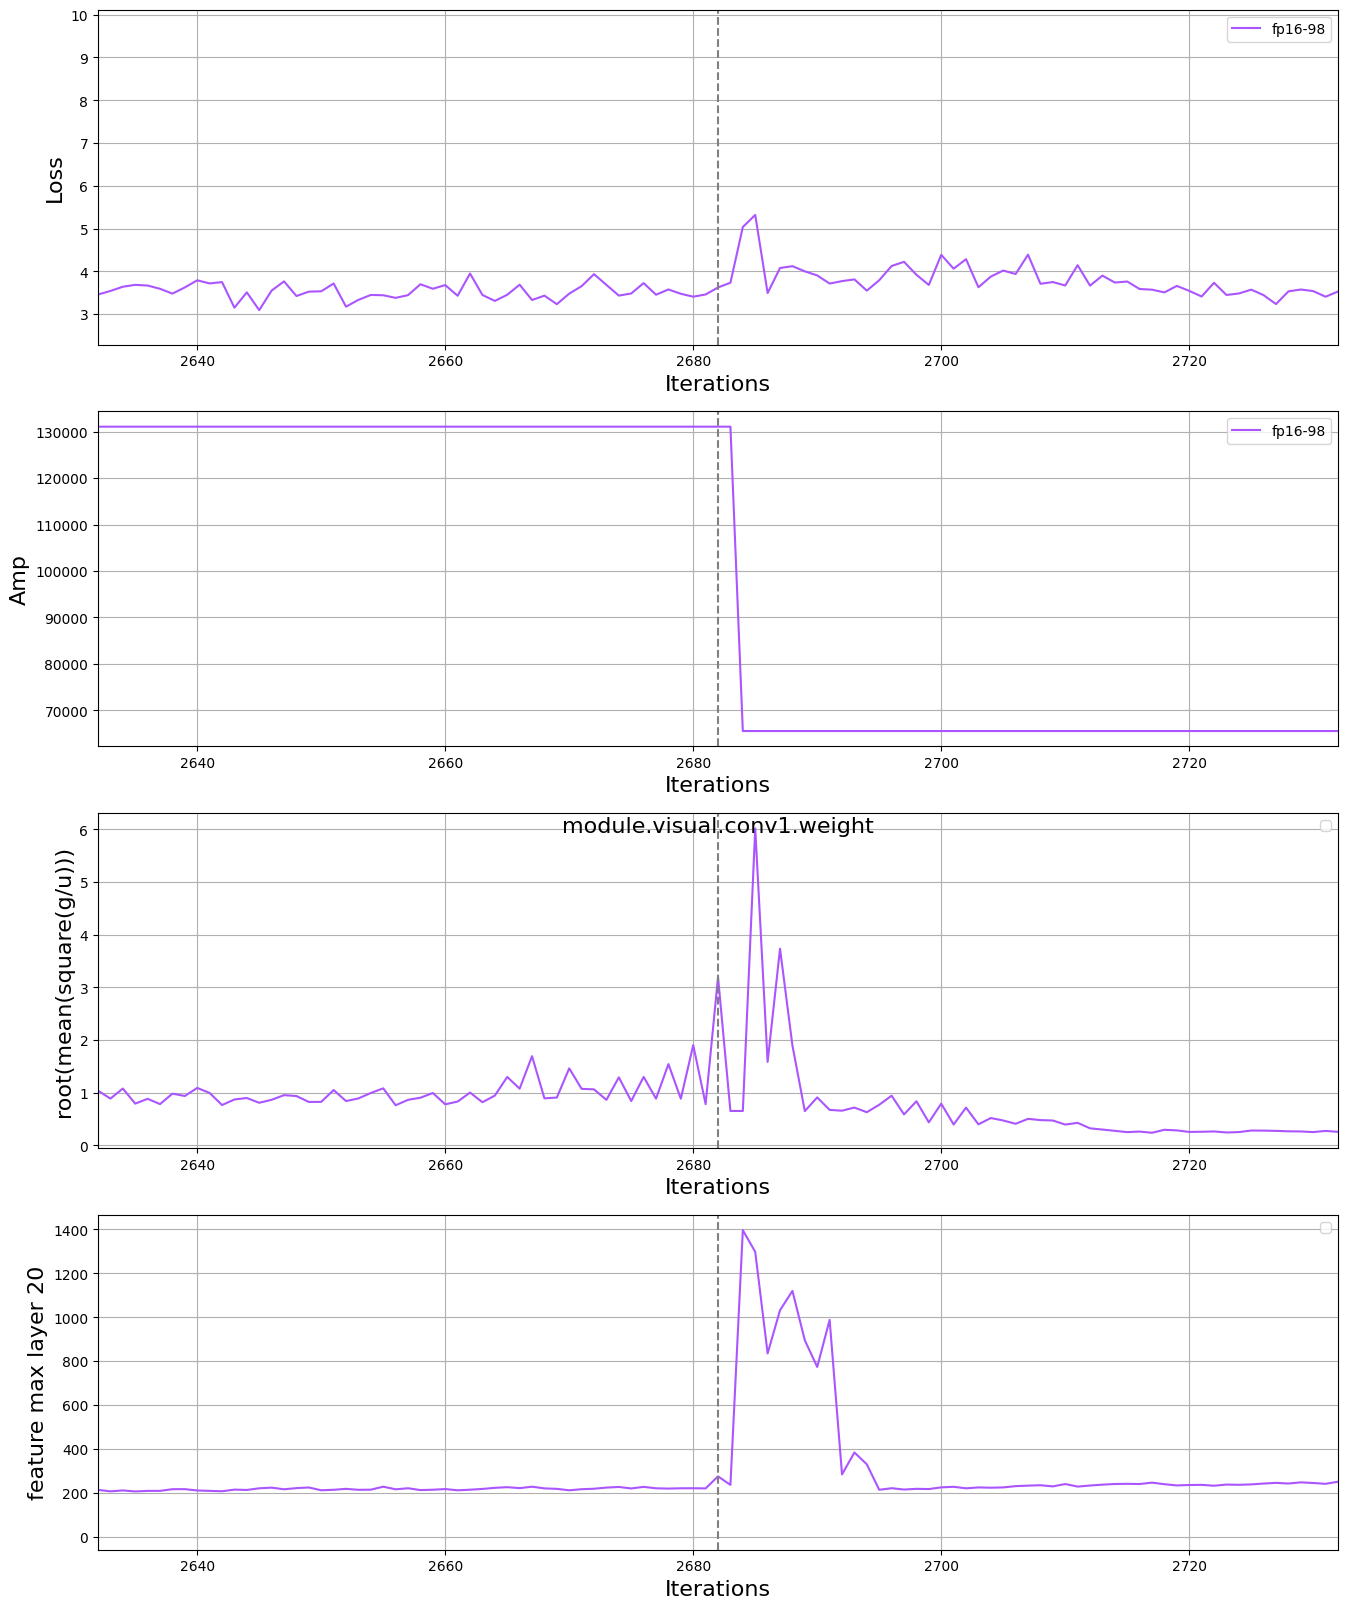 10
9
8
7
6
5
4
3
Loss
fp16-98
2640 2660 2680 2700 2720
Iterations
130000
120000
110000
100000
90000
80000
70000
Amp
fp16-98
2640 2660 2680 2700 2720
Iterations
module.visual.conv1.weight
6
5
4
3
2
1
0
root(mean(square(g/u)))
2640 2660 2680 2700 2720
Iterations
1400
1200
1000
800
600
400
200
0
feature max layer 20
2640 2660 2680 2700 2720
Iterations